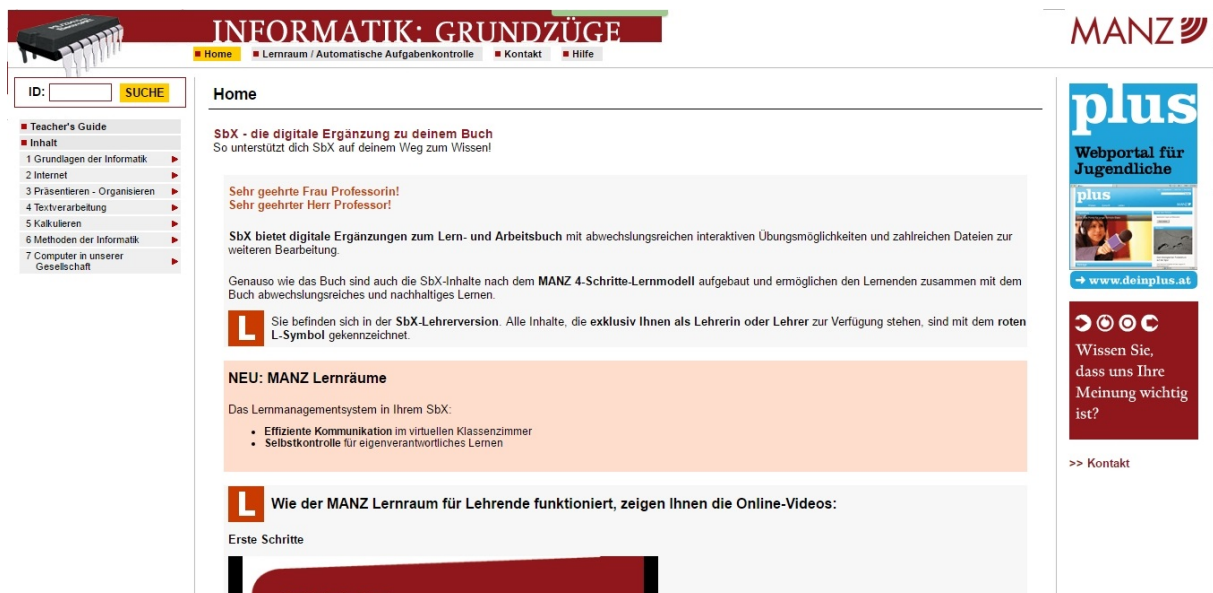 INFORMATIK: GRUNDZÜGE
MANZ
Home
Lernraum / Automatische Aufgabenkontrolle
Kontakt
Hilfe
ID:
SUCHE
Teacher's Guide
Inhalt
1 Grundlagen der Informatik
2 Internet
3 Präsentieren - Organisieren
4 Textverarbeitung
5 Kalkulieren
6 Methoden der Informatik
7 Computer in unserer
Gesellschaft
Home
SbX - die digitale Ergänzung zu deinem Buch
So unterstützt dich SbX auf deinem Weg zum Wissen!
Sehr geehrte Frau Professorin!
Sehr geehrter Herr Professor!
SbX bietet digitale Ergänzungen zum Lern- und Arbeitsbuch mit abwechslungsreichen interaktiven Übungsmöglichkeiten und zahlreichen Dateien zur
weiteren Bearbeitung.
Genauso wie das Buch sind auch die SbX-Inhalte nach dem MANZ 4-Schritte-Lernmodell aufgebaut und ermöglichen den Lernenden zusammen mit dem
Buch abwechslungsreiches und nachhaltiges Lernen.
L
Sie befinden sich in der SbX-Lehrerversion. Alle Inhalte, die exklusiv Ihnen als Lehrerin oder Lehrer zur Verfügung stehen, sind mit dem roten
L-Symbol gekennzeichnet.
NEU: MANZ Lernräume
Das Lernmanagementsystem in Ihrem SbX:
Effiziente Kommunikation im virtuellen Klassenzimmer
Selbstkontrolle für eigenverantwortliches Lernen
L
Wie der MANZ Lernraum für Lehrende funktioniert, zeigen Ihnen die Online-Videos:
Erste Schritte
plus
Webportal für
Jugendliche
plus
www.deinplus.at
Wissen Sie,
dass uns Ihre
Meinung wichtig
ist?
>> Kontakt